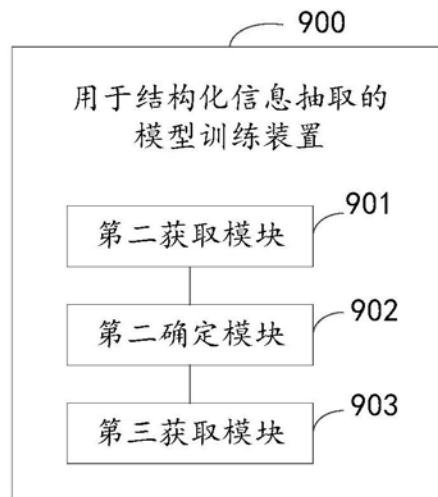 900
用于结构化信息抽取的
模型训练装置
901
第二获取模块
902
第二确定模块
903
第三获取模块